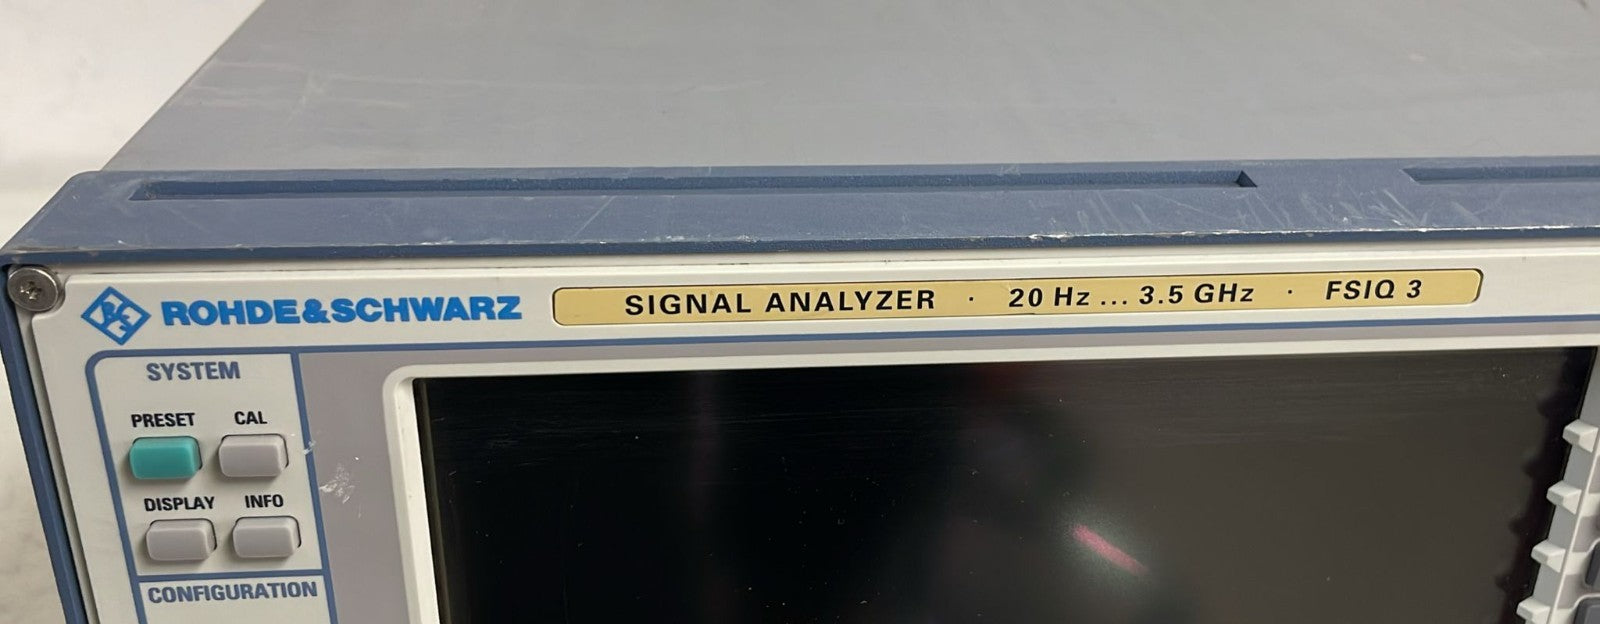 R&S ROHDE&SCHWARZ SIGNAL ANALYZER · 20 Hz ... 3.5 GHz · FSIQ 3
SYSTEM
PRESET CAL
DISPLAY INFO
CONFIGURATION